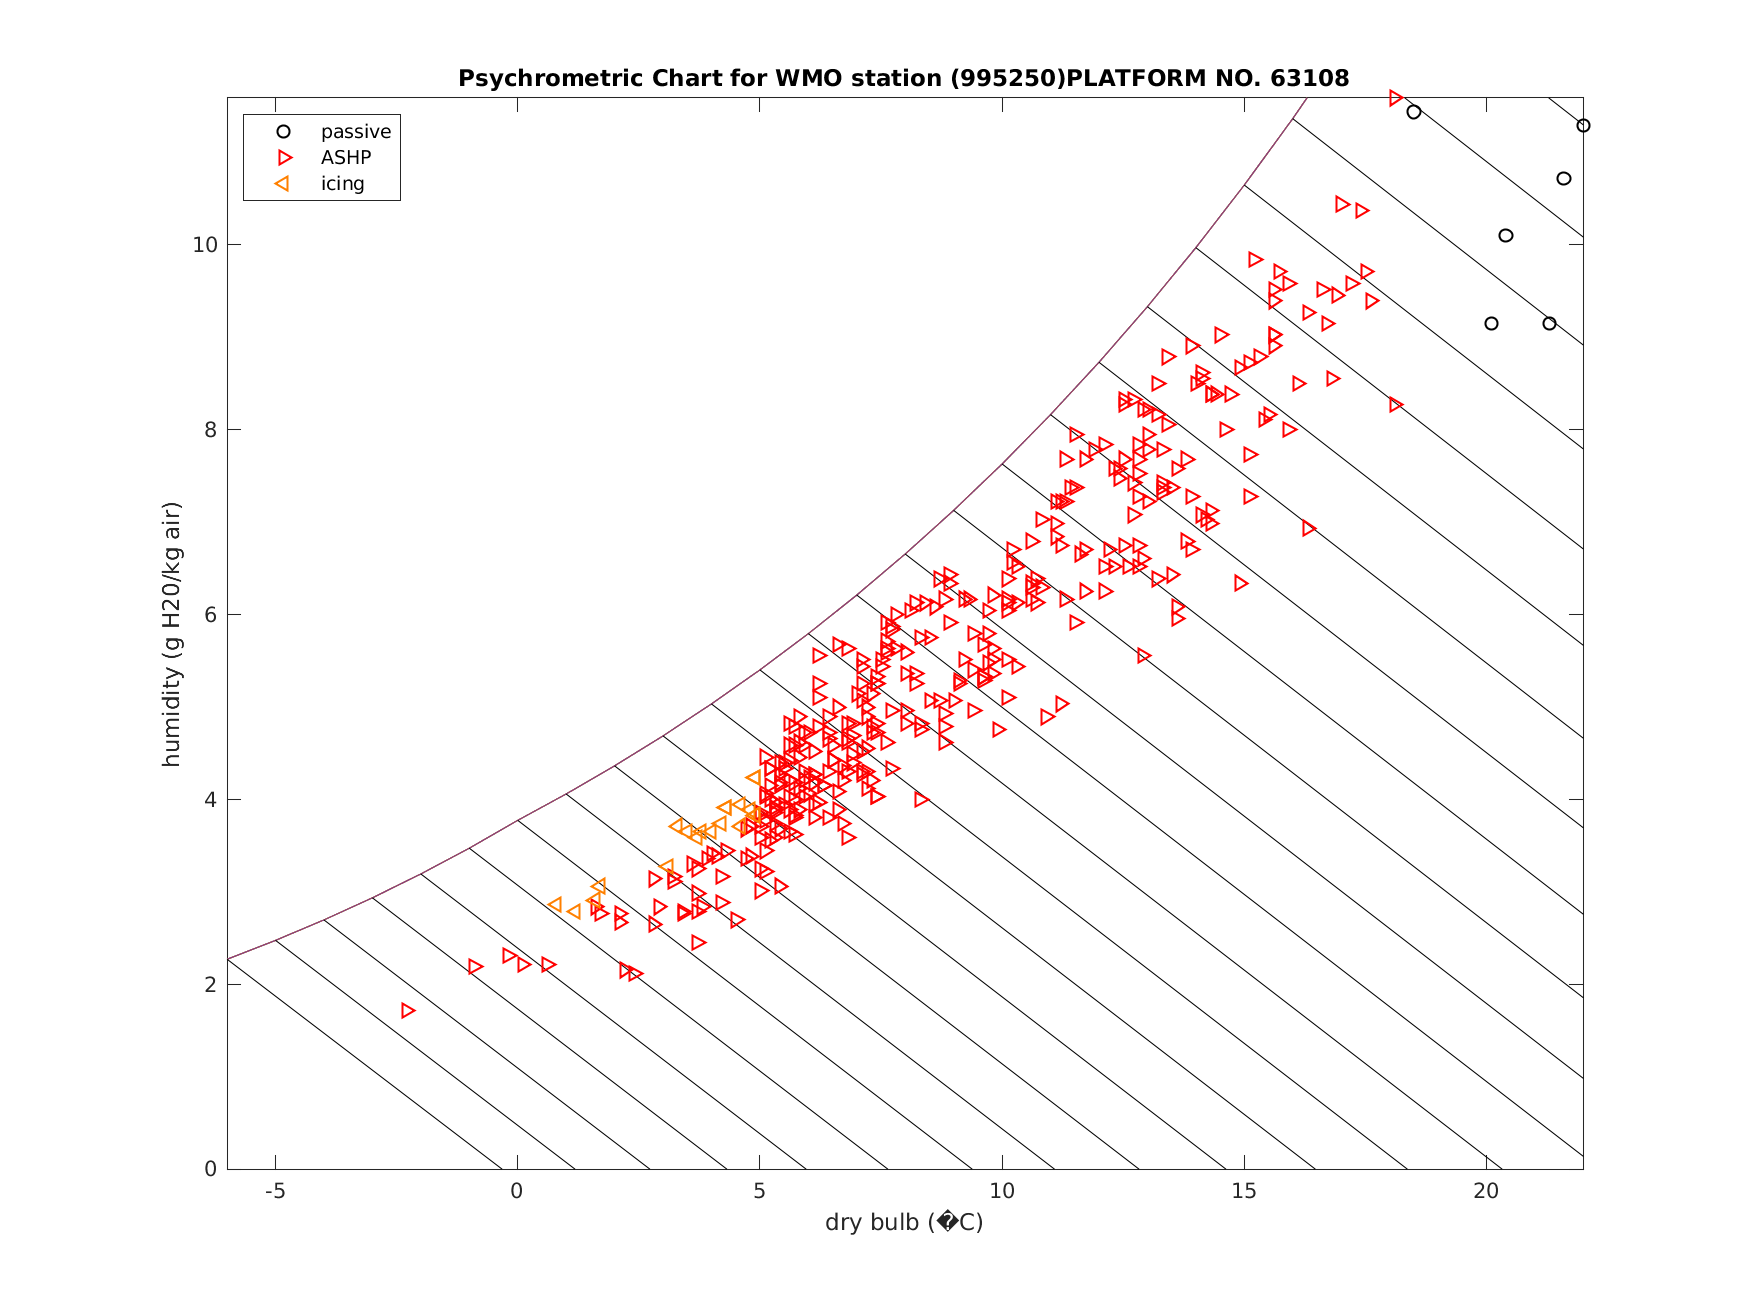 Psychrometric Chart for WMO station (995250)PLATFORM NO. 63108
passive
ASHP
icing
humidity (g H20/kg air)
10
8
6
4
2
0
-5 0 5 10 15 20
dry bulb (�C)